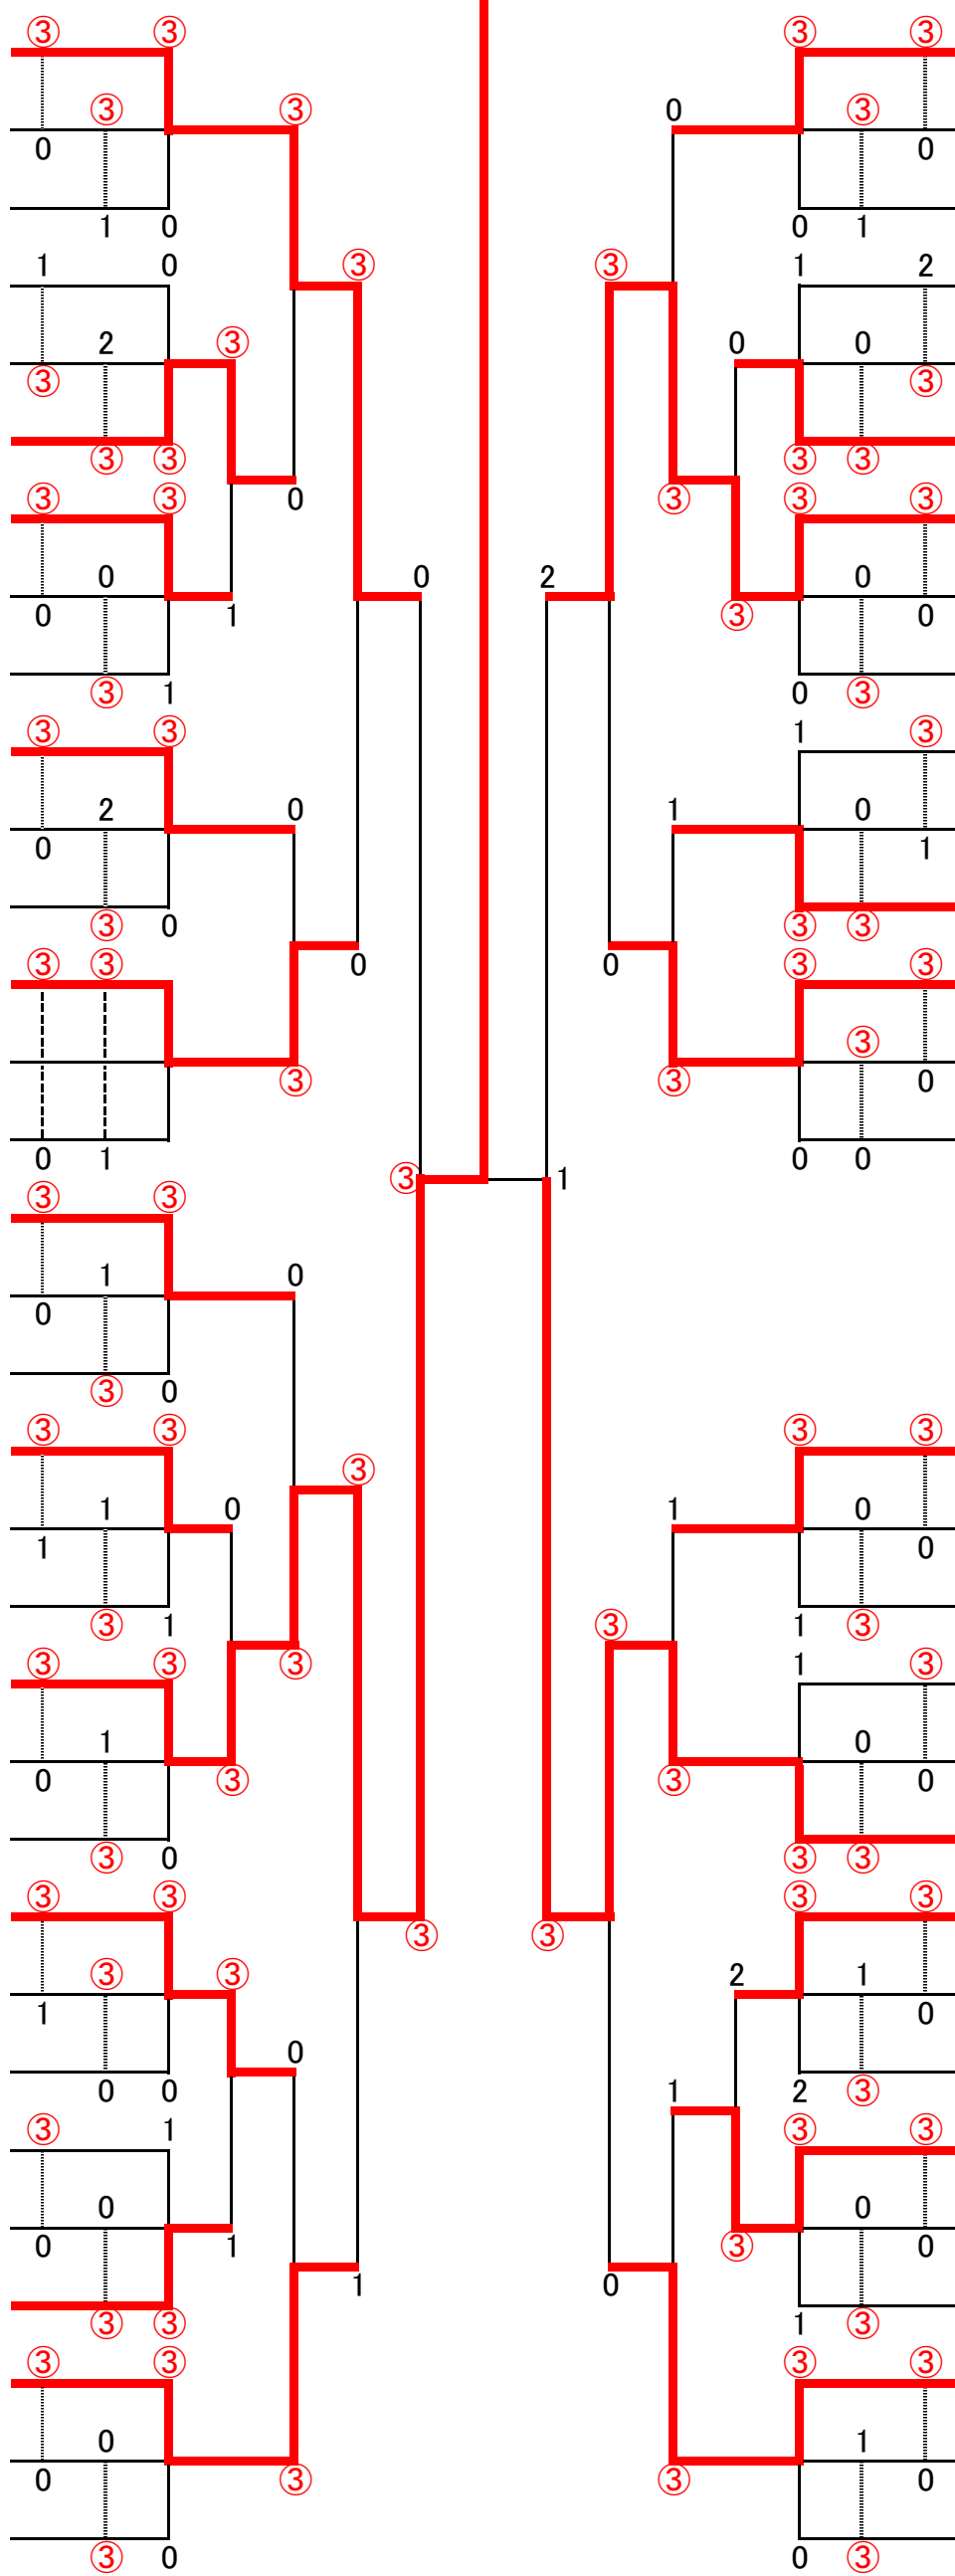 ③ ③ ③ ③
③ ③ 0 ③
0 0
1 0 0 1
1 0 ③ ③ 1 2
2 ③ 0 0
③ ③
③ ③ ③ ③
③ ③ 0 ③ ③ ③
0 0 2 0
0 1 ③ 0
③ 1 0 ③
③ ③ 1 ③
2 0 1 0
0 1
③ 0 ③ ③
③ ③ 0 0 ③ ③
③
③ ③ 0
0 1 0 0
③ 1
③ ③
1 0
0
③ 0
③ ③ ③ ③
③
1 0 1 0
1 0
③ 1 ③ 1 ③
③ ③ ③ 1 ③
1 0
0 ③ ③ 0
③ 0 ③ ③
③ ③ ③ ③
③ ③
③ ③ 2 1
1 0
0
0 0 1 2 ③
③ 1 ③ ③
0 0
0 1 ③ 0
1 0
③ ③ 1 ③
③ ③ ③ ③
0 1
0 ③ ③ 0
③ 0 0 ③